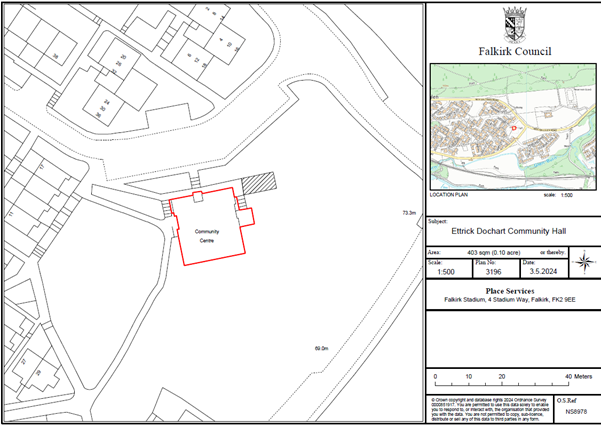 Falkirk Council
LOCATION PLAN scale: 1:500
Subject:
Ettrick Dochart Community Hall
Area: 403 sqm (0.10 acre) or thereby.
Scale: Plan No: Date:
1:500 3196 3.5.2024
Place Services
Falkirk Stadium, 4 Stadium Way, Falkirk, FK2 9EE
0 10 20 40 Meters
© Crown copyright and database rights 2024 Ordnance Survey
You are permitted to use this data solely to enable
you to respond to, or interact with, the organisation that provided
you with the data. You are not permitted to copy, sub-licence,
distribute or sell any of this data to third parties in any form.
O.S.Ref
NS8978
Community
Centre
73.3m
69.0m